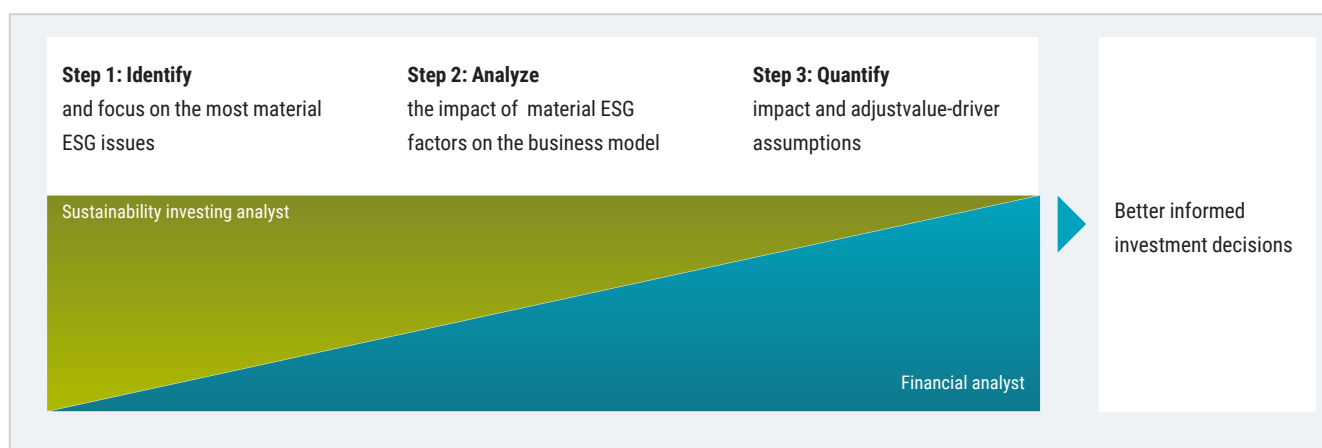 Step 1: Identify
and focus on the most material
ESG issues
Step 2: Analyze
the impact of  material ESG
factors on the business model
Step 3: Quantify
impact and adjustvalue-driver
assumptions
Sustainability investing analyst
Financial analyst
Better informed
investment decisions